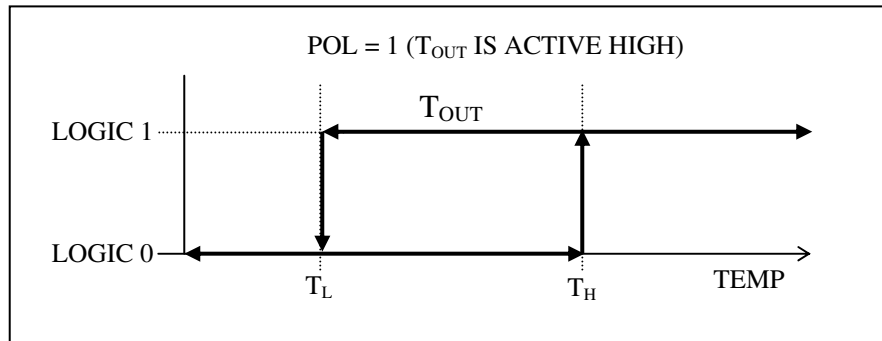 POL = 1 (TOUT IS ACTIVE HIGH)
TOUT
LOGIC 1
LOGIC 0
TL
TH
TEMP